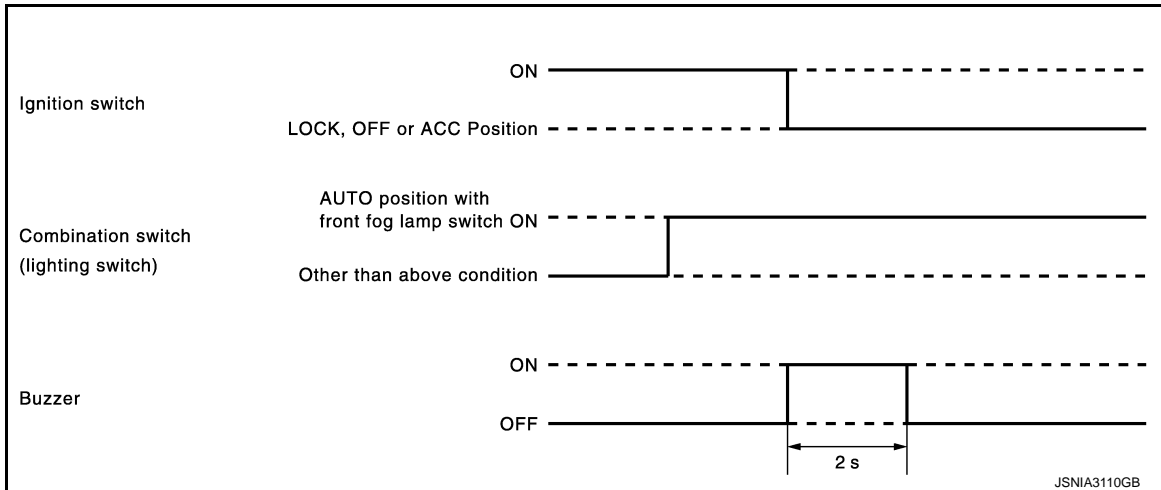 ON
Ignition switch
LOCK, OFF or ACC Position
AUTO position with
front fog lamp switch ON
Combination switch
(lighting switch)
Other than above condition
ON
Buzzer
OFF
2 s
JSNIA3110GB